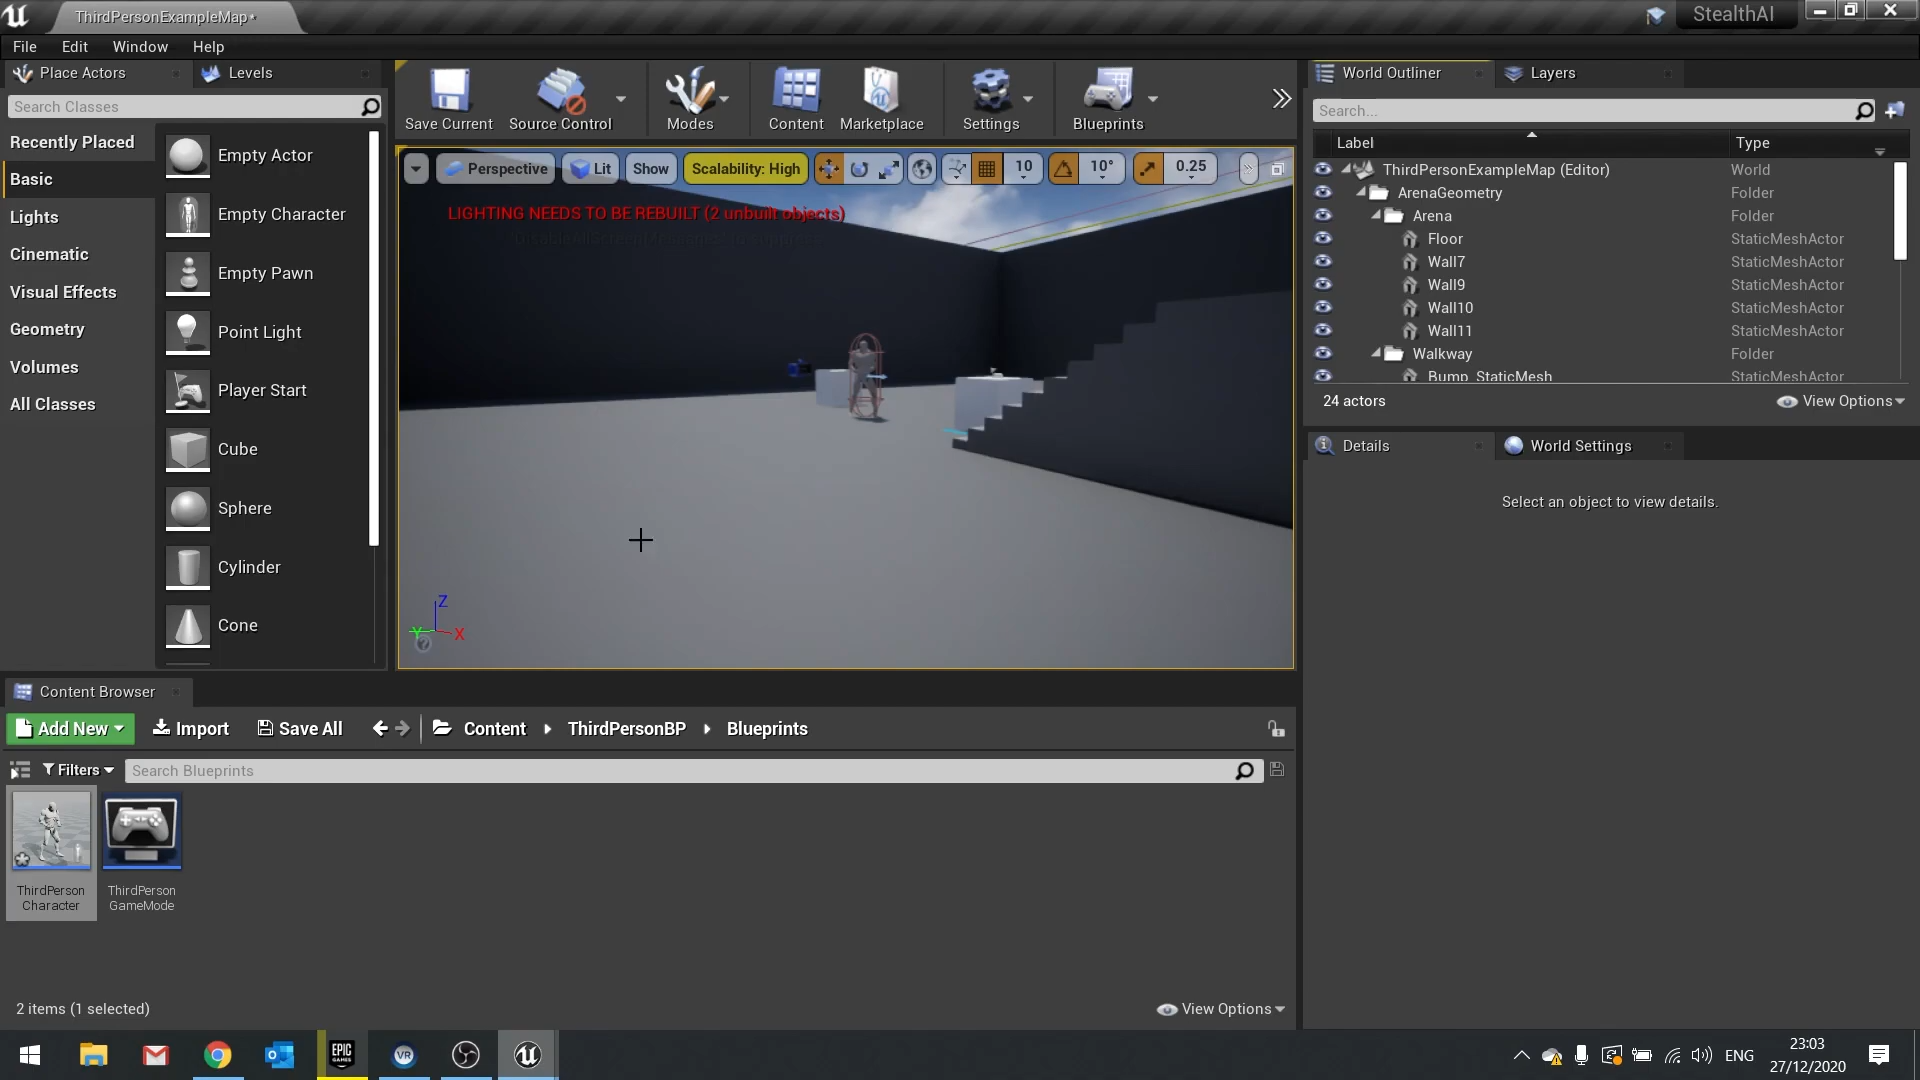 ThirdPersonExampleMap*
StealthAI
File Edit Window Help
Place Actors
Levels
Search Classes
Recently Placed
Basic
Lights
Cinematic
Visual Effects
Geometry
Volumes
All Classes
Empty Actor
Empty Character
Empty Pawn
Point Light
Player Start
Cube
Sphere
Cylinder
Cone
Save Current
Source Control
Modes
Content
Marketplace
Settings
Blueprints
Perspective
Lit
Show
Scalability: High
10
10°
0.25
LIGHTING NEEDS TO BE REBUILT (2 unbuilt objects)
Z
Y
X
World Outliner
Layers
Search...
Label Type
ThirdPersonExampleMap (Editor) World
ArenaGeometry Folder
Arena Folder
Floor StaticMeshActor
Wall7 StaticMeshActor
Wall9 StaticMeshActor
Wall10 StaticMeshActor
Wall11 StaticMeshActor
Walkway Folder
Bump_StaticMesh StaticMeshActor
24 actors
View Options
Details
World Settings
Select an object to view details.
Content Browser
Add New
Import
Save All
Content
ThirdPersonBP
Blueprints
Filters
Search Blueprints
ThirdPerson
Character
ThirdPerson
GameMode
2 items (1 selected)
View Options
EPIC
GAMES
VR
ENG
23:03
27/12/2020